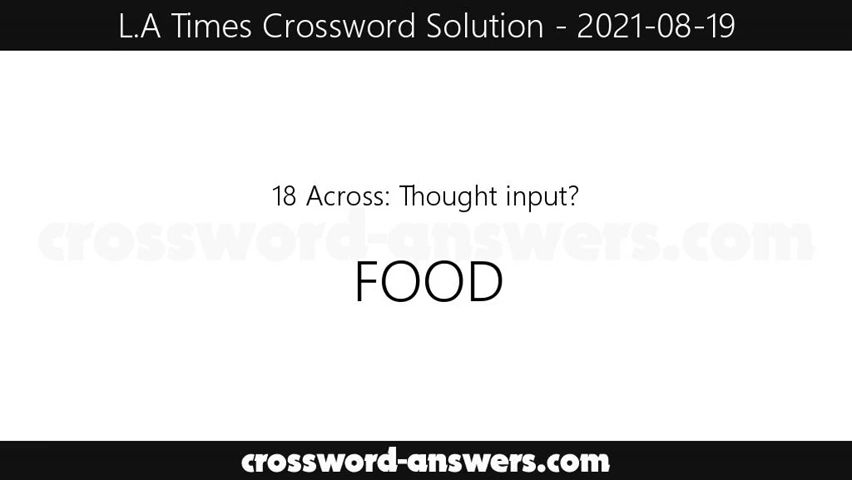 L.A Times Crossword Solution - 2021-08-19
18 Across: Thought input?
crossword-answers.com
FOOD
crossword-answers.com